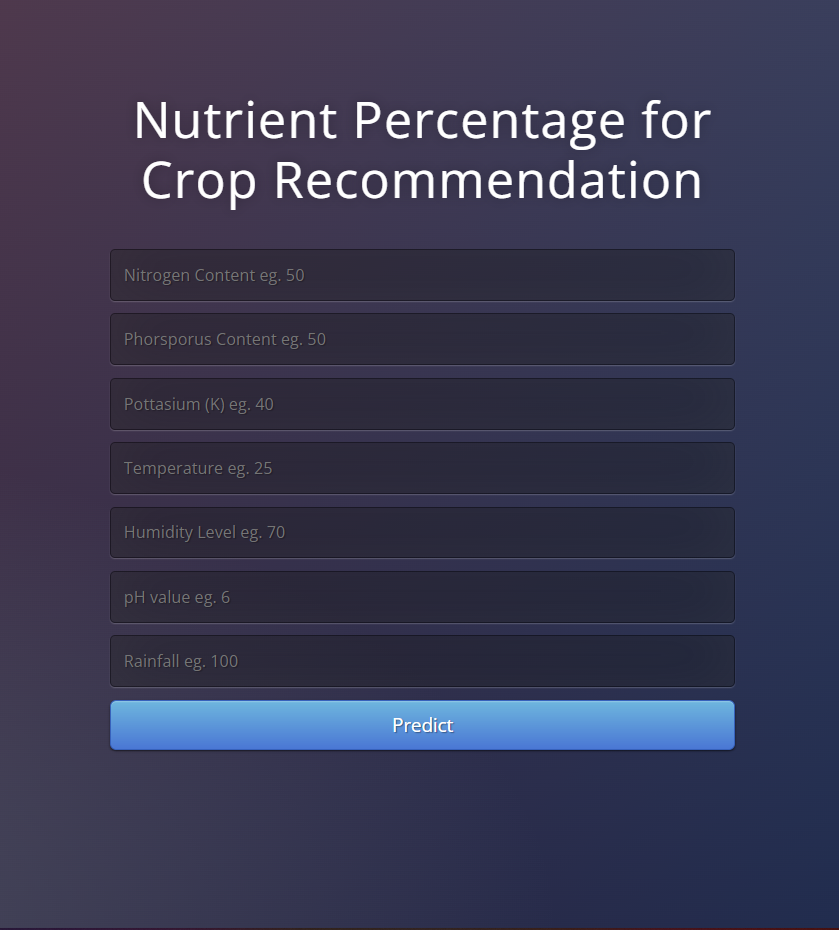 Nutrient Percentage for
Crop Recommendation
Nitrogen Content eg. 50
Phorsporus Content eg. 50
Pottasium (K) eg. 40
Temperature eg. 25
Humidity Level eg. 70
pH value eg. 6
Rainfall eg. 100
Predict